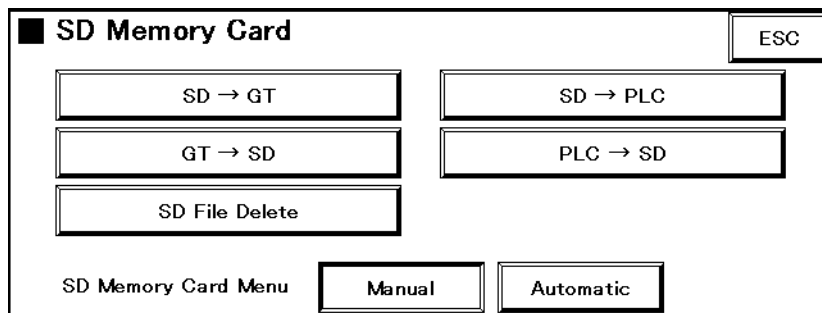 ■ SD Memory Card
ESC
SD → GT
SD → PLC
GT → SD
PLC → SD
SD File Delete
SD Memory Card Menu
Manual
Automatic